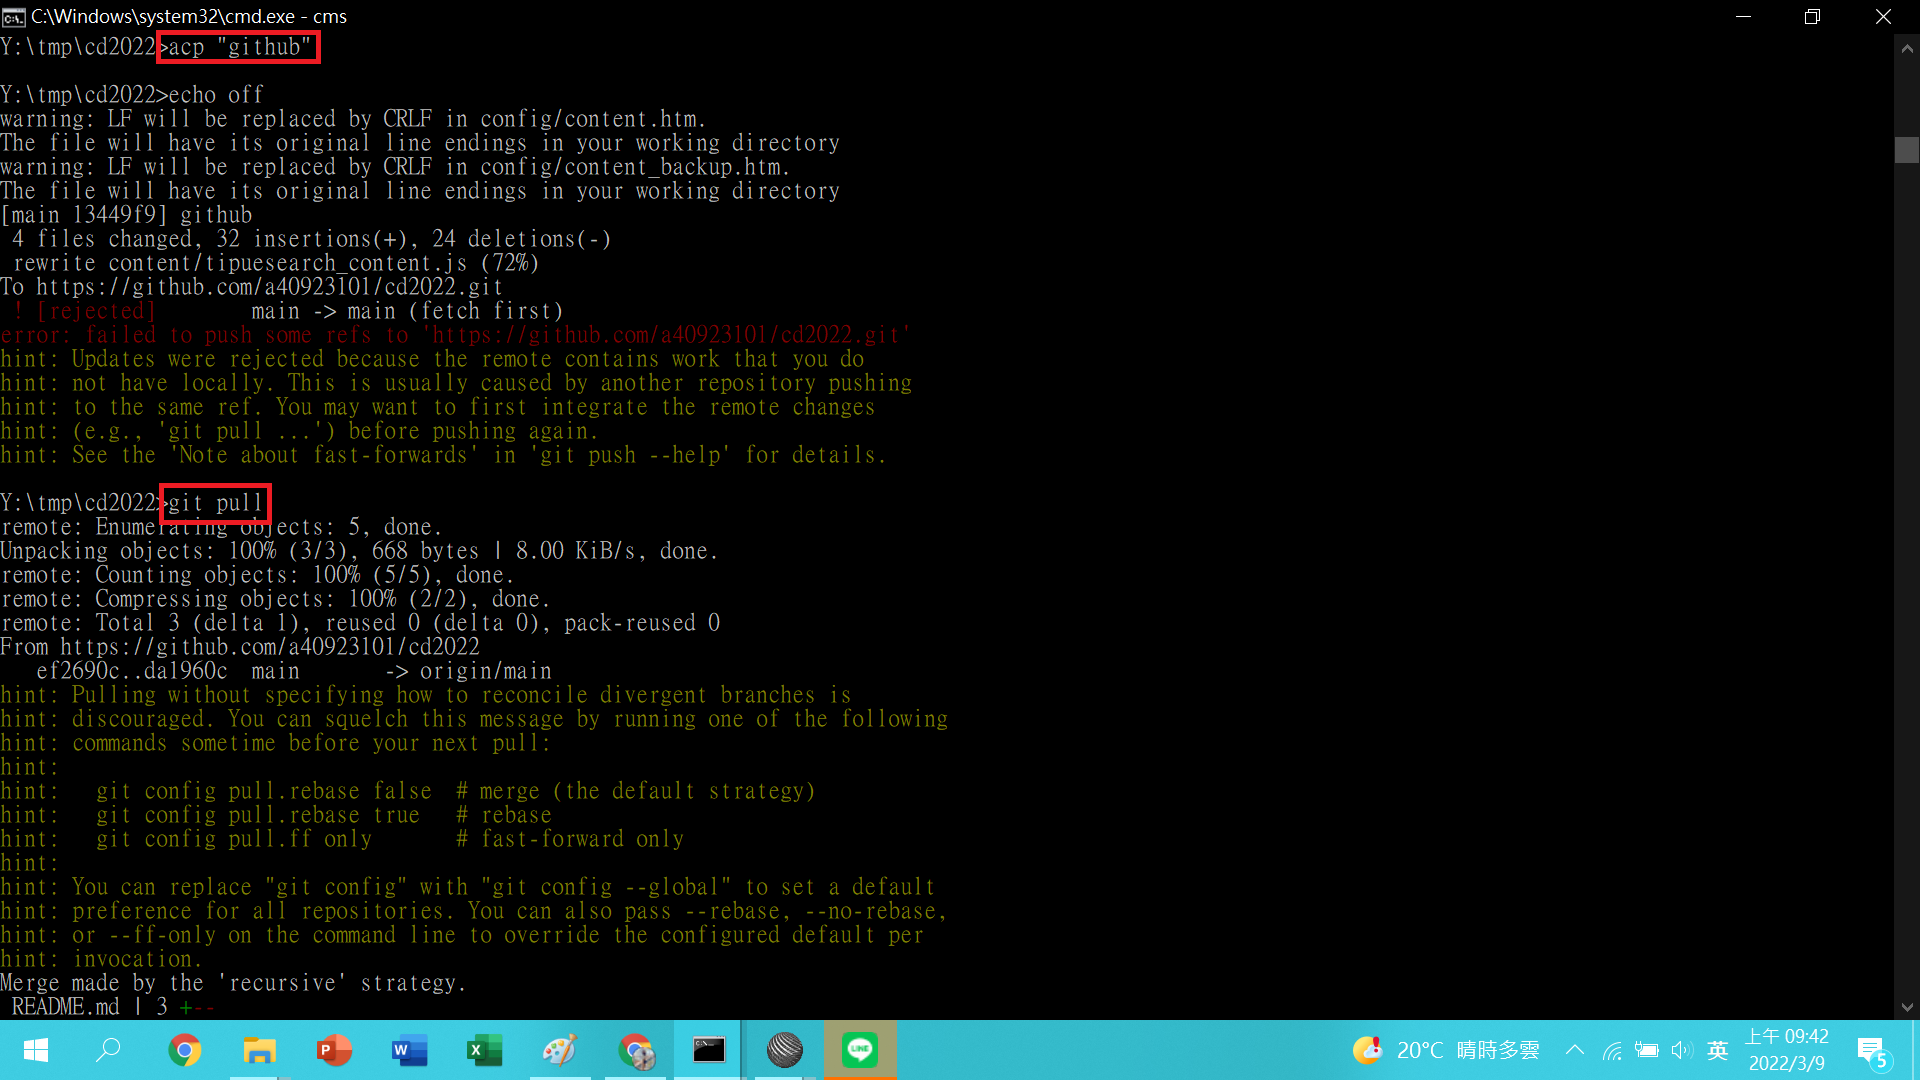 C:\Windows\system32\cmd.exe - cms
Y:\tmp\cd2022>acp "github"
Y:\tmp\cd2022>echo off
warning: LF will be replaced by CRLF in config/content.htm.
The file will have its original line endings in your working directory
warning: LF will be replaced by CRLF in config/content_backup.htm.
The file will have its original line endings in your working directory
[main 13449f9] github
 4 files changed, 32 insertions(+), 24 deletions(-)
 rewrite content/tipuesearch_content.js (72%)
To https://github.com/a40923101/cd2022.git
 ! [rejected]        main -> main (fetch first)
error: failed to push some refs to 'https://github.com/a40923101/cd2022.git'
hint: Updates were rejected because the remote contains work that you do
hint: not have locally. This is usually caused by another repository pushing
hint: to the same ref. You may want to first integrate the remote changes
hint: (e.g., 'git pull ...') before pushing again.
hint: See the 'Note about fast-forwards' in 'git push --help' for details.
Y:\tmp\cd2022>git pull
remote: Enumerating objects: 5, done.
Unpacking objects: 100% (3/3), 668 bytes | 8.00 KiB/s, done.
remote: Counting objects: 100% (5/5), done.
remote: Compressing objects: 100% (2/2), done.
remote: Total 3 (delta 1), reused 0 (delta 0), pack-reused 0
From https://github.com/a40923101/cd2022
   ef2690c..da1960c  main       -> origin/main
hint: Pulling without specifying how to reconcile divergent branches is
hint: discouraged. You can squelch this message by running one of the following
hint: commands sometime before your next pull:
hint:
hint:   git config pull.rebase false  # merge (the default strategy)
hint:   git config pull.rebase true   # rebase
hint:   git config pull.ff only       # fast-forward only
hint:
hint: You can replace "git config" with "git config --global" to set a default
hint: preference for all repositories. You can also pass --rebase, --no-rebase,
hint: or --ff-only on the command line to override the configured default per
hint: invocation.
Merge made by the 'recursive' strategy.
 README.md | 3 +--
20°C 晴時多雲
英
上午 09:42
2022/3/9
5